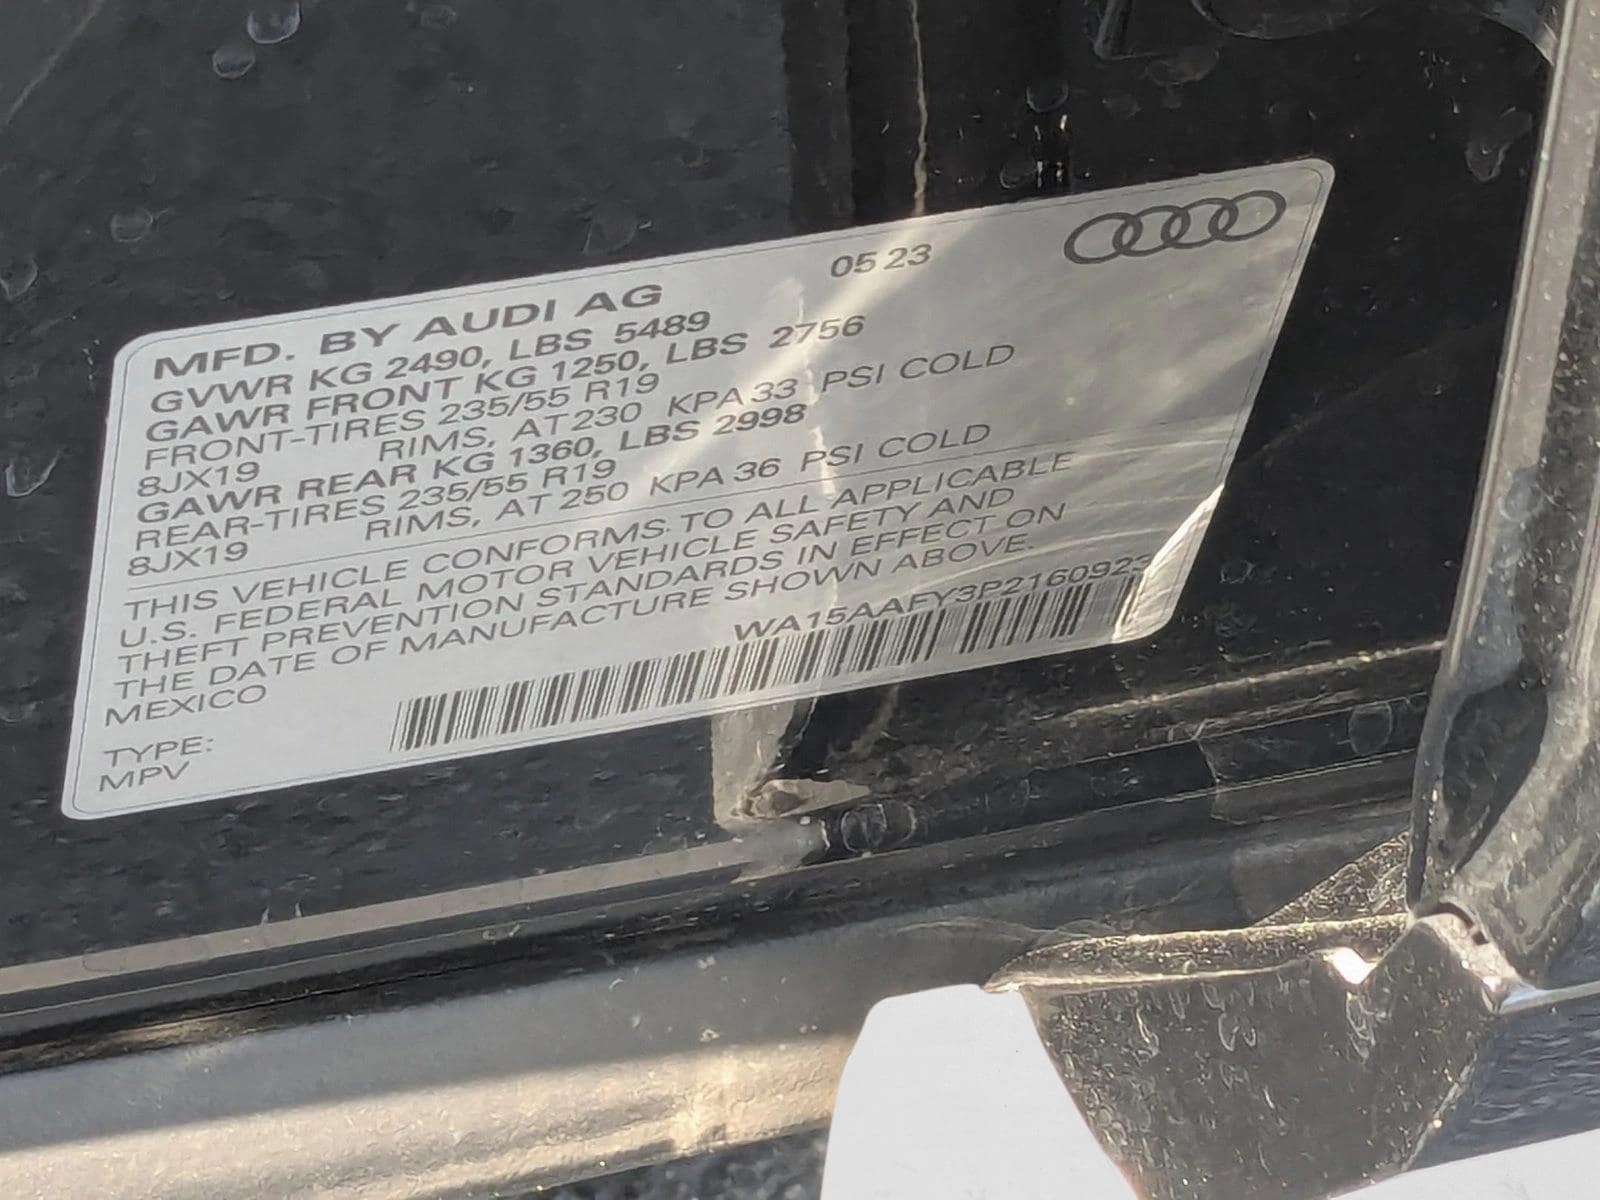 05 23
MFD. BY AUDI AG
GVWR KG 2490, LBS 5489
GAWR FRONT KG 1250, LBS 2756
FRONT-TIRES 235/55 R19
8JX19 RIMS, AT 230 KPA 33 PSI COLD
GAWR REAR KG 1360, LBS 2998
REAR-TIRES 235/55 R19
8JX19 RIMS, AT 250 KPA 36 PSI COLD
THIS VEHICLE CONFORMS TO ALL APPLICABLE
U.S. FEDERAL MOTOR VEHICLE SAFETY AND
THEFT PREVENTION STANDARDS IN EFFECT ON
THE DATE OF MANUFACTURE SHOWN ABOVE.
MEXICO
TYPE:
MPV